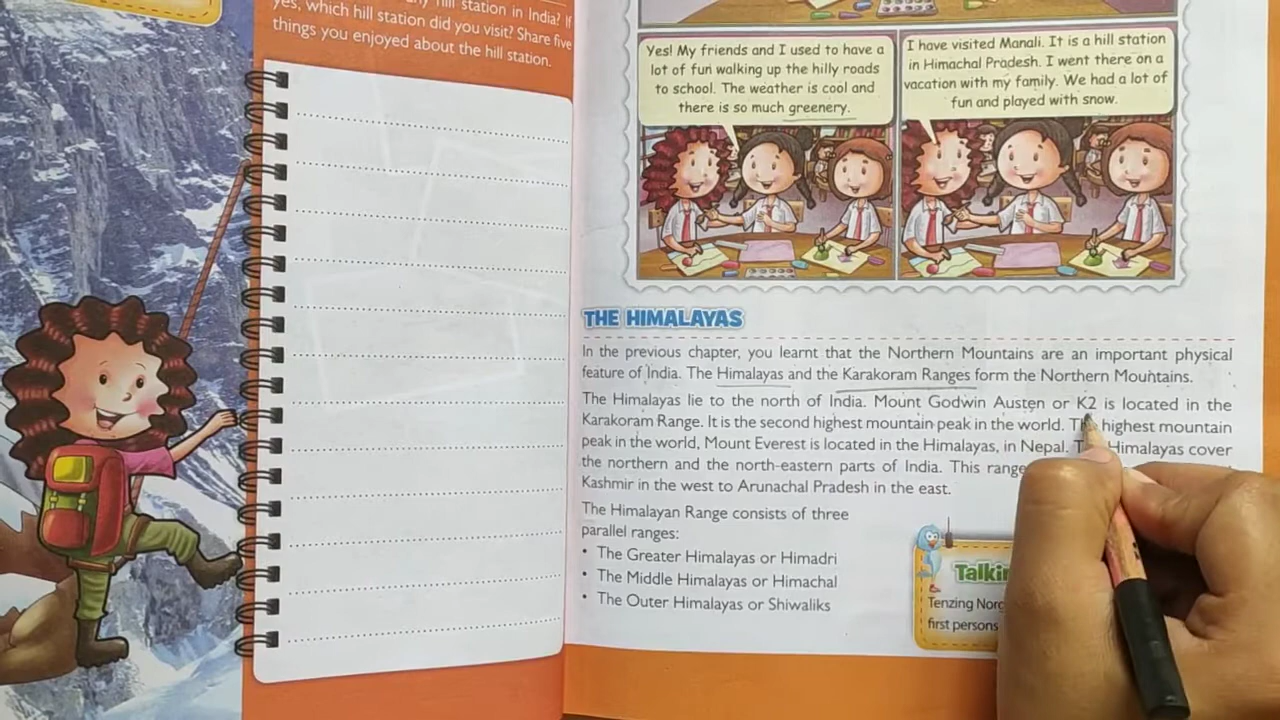 hill station in India? If
yes, which hill station did you visit? Share five
things you enjoyed about the hill station.
Yes! My friends and I used to have a
lot of fun walking up the hilly roads
to school. The weather is cool and
there is so much greenery.
I have visited Manali. It is a hill station
in Himachal Pradesh. I went there on a
vacation with my family. We had a lot of
fun and played with snow.
THE HIMALAYAS
In the previous chapter, you learnt that the Northern Mountains are an important physical
feature of India. The Himalayas and the Karakoram Ranges form the Northern Mountains.
The Himalayas lie to the north of India. Mount Godwin Austen or K2 is located in the
Karakoram Range. It is the second highest mountain peak in the world. The highest mountain
peak in the world, Mount Everest is located in the Himalayas, in Nepal. The Himalayas cover
the northern and the north-eastern parts of India. This range
Kashmir in the west to Arunachal Pradesh in the east.
The Himalayan Range consists of three
parallel ranges:
• The Greater Himalayas or Himadri
• The Middle Himalayas or Himachal
• The Outer Himalayas or Shiwaliks
Tenzing
first persons